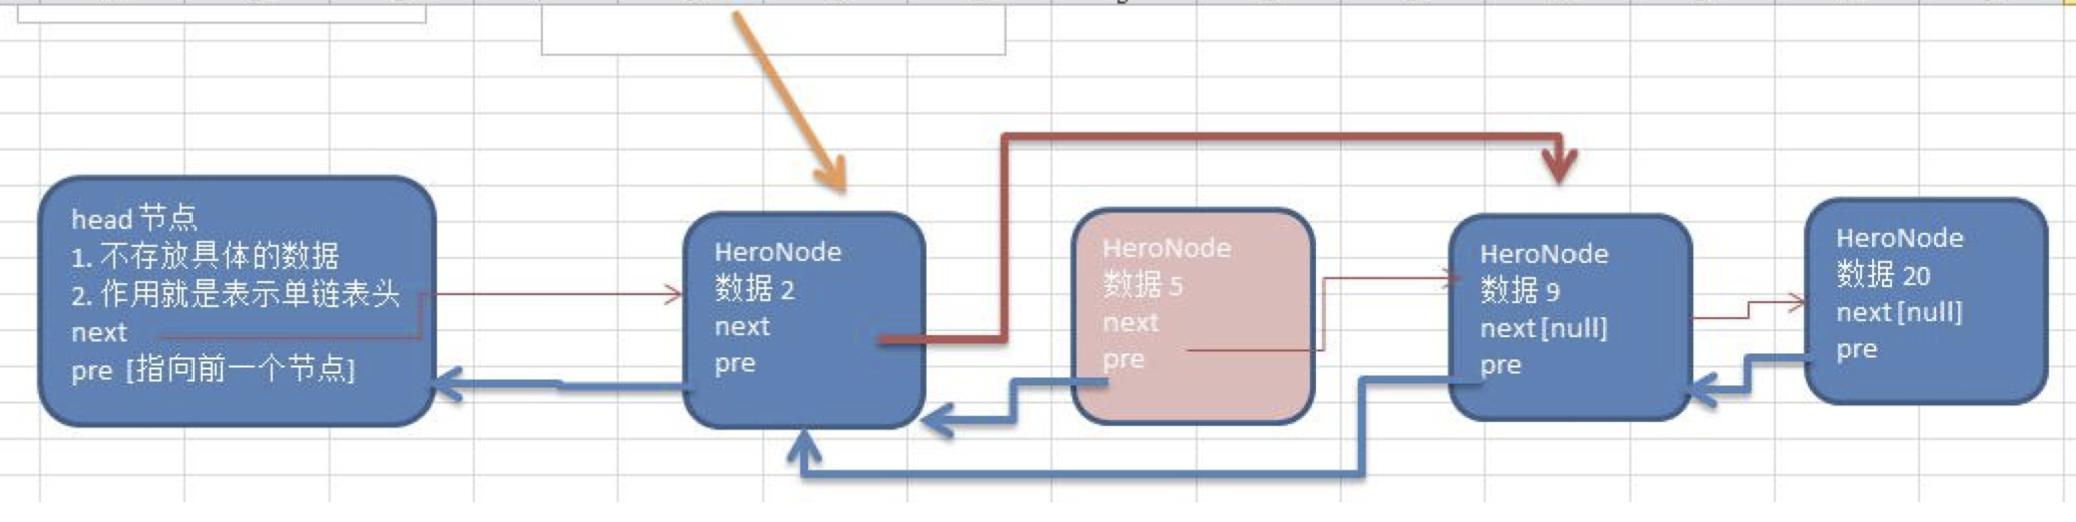 head 节点
1. 不存放具体的数据
2. 作用就是表示单链表头
next
pre [指向前一个节点]
HeroNode
数据 2
next
pre
HeroNode
数据 5
next
pre
HeroNode
数据 9
next [null]
pre
HeroNode
数据 20
next [null]
pre